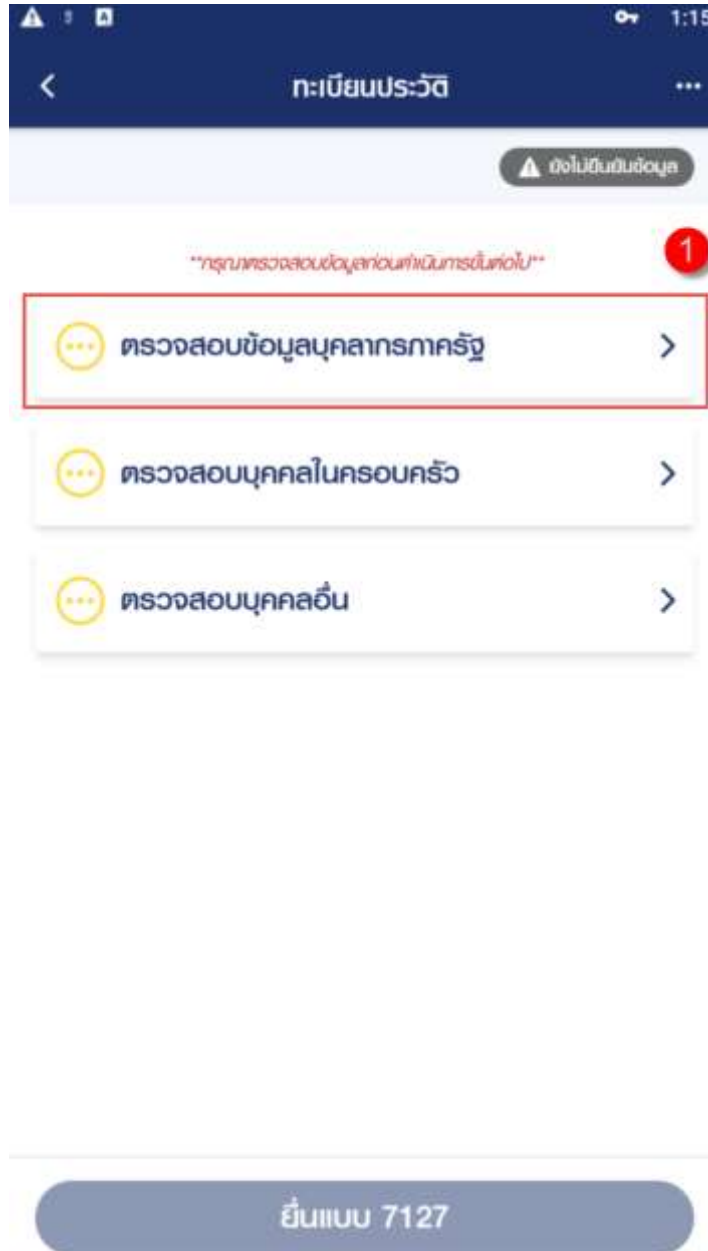 1:15
ทะเบียนประวัติ
ยังไม่ยืนยันข้อมูล
**กรุณาตรวจสอบข้อมูลก่อนดำเนินการขั้นต่อไป**
1
ตรวจสอบข้อมูลบุคลากรภาครัฐ
ตรวจสอบบุคคลในครอบครัว
ตรวจสอบบุคคลอื่น
ยื่นแบบ 7127